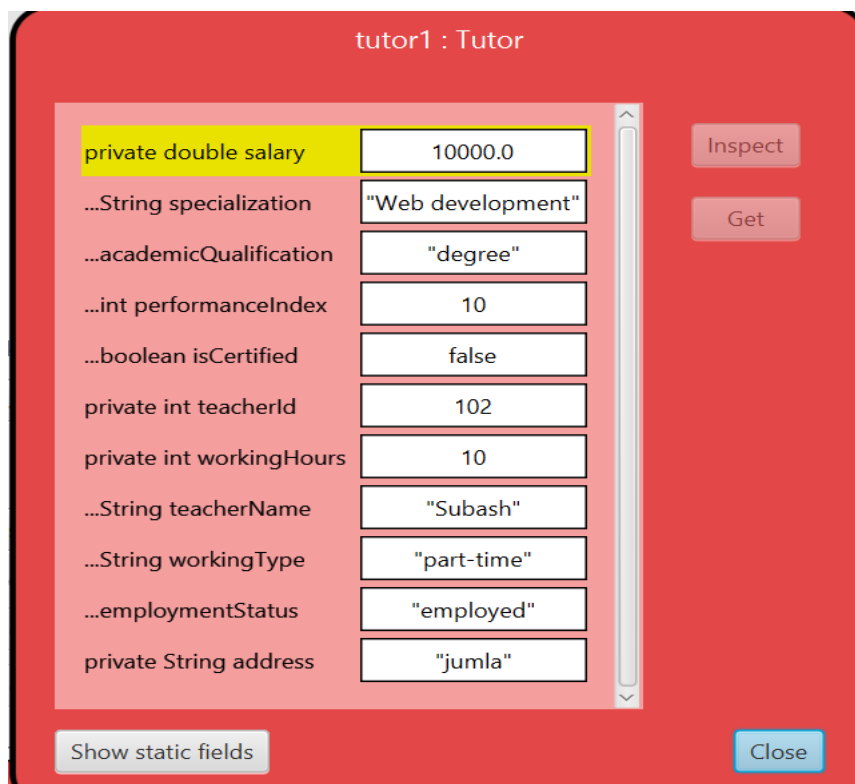 tutor1 : Tutor
private double salary 10000.0 Inspect
...String specialization "Web development"
Get
...academicQualification "degree"
...int performanceIndex 10
...boolean isCertified false
private int teacherId 102
private int workingHours 10
...String teacherName "Subash"
...String workingType "part-time"
...employmentStatus "employed"
private String address "jumla"
Show static fields Close